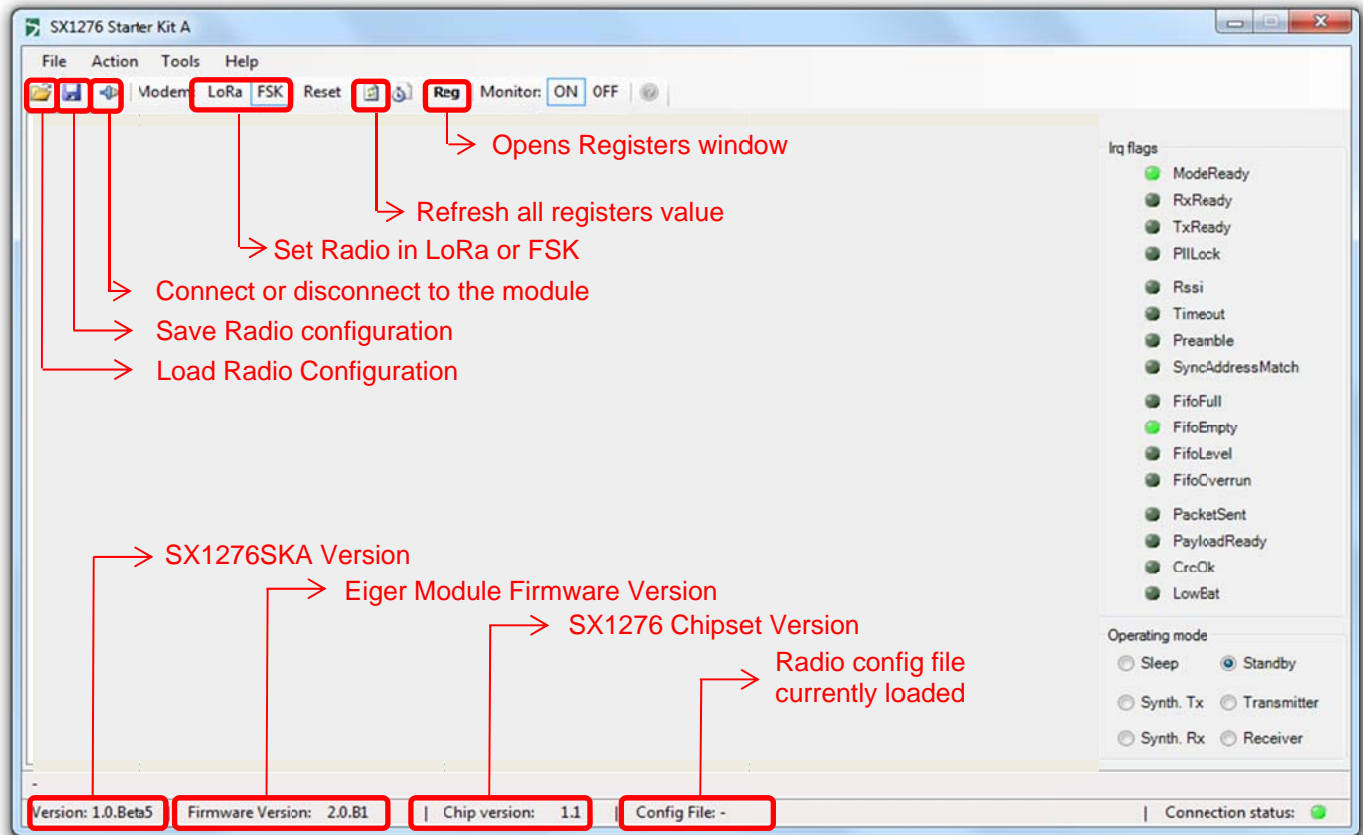 SX1276 Starter Kit A
File Action Tools Help
Modem: LoRa FSK Reset Reg Monitor: ON OFF
Opens Registers window
Refresh all registers value
Set Radio in LoRa or FSK
Connect or disconnect to the module
Save Radio configuration
Load Radio Configuration
Irq flags
ModeReady
RxReady
TxReady
PllLock
Rssi
Timeout
Preamble
SyncAddressMatch
FifoFull
FifoEmpty
FifoLevel
FifoOverrun
PacketSent
PayloadReady
CrcOk
LowBat
SX1276SKA Version
Eiger Module Firmware Version
SX1276 Chipset Version
Radio config file
currently loaded
Operating mode
Sleep Standby
Synth. Tx Transmitter
Synth. Rx Receiver
-
Version: 1.0.Beta5 Firmware Version: 2.0.B1 | Chip version: 1.1 | Config File: - | Connection status: